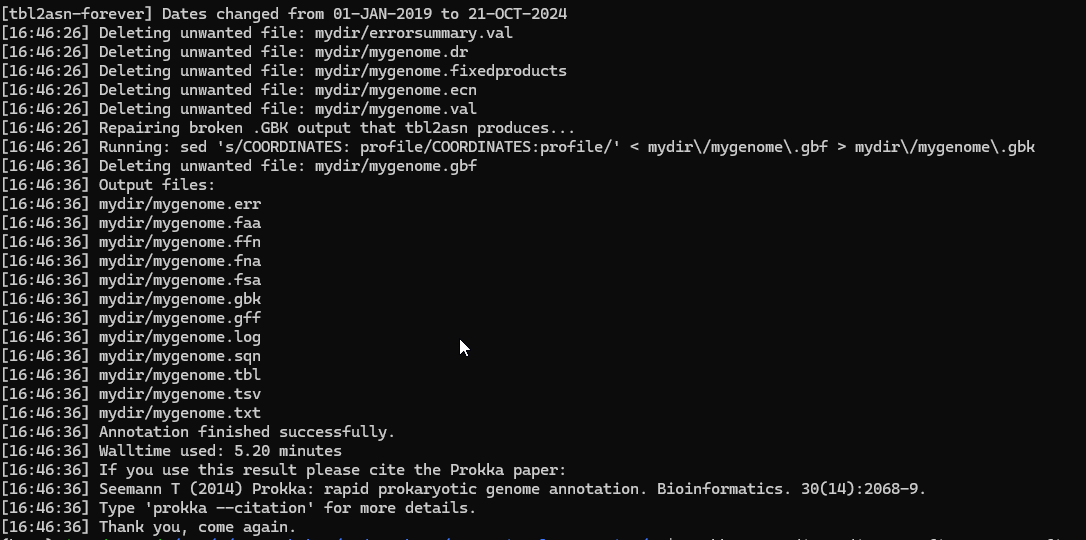 [tbl2asn-forever] Dates changed from 01-JAN-2019 to 21-OCT-2024
[16:46:26] Deleting unwanted file: mydir/errorsummary.val
[16:46:26] Deleting unwanted file: mydir/mygenome.dr
[16:46:26] Deleting unwanted file: mydir/mygenome.fixedproducts
[16:46:26] Deleting unwanted file: mydir/mygenome.ecn
[16:46:26] Deleting unwanted file: mydir/mygenome.val
[16:46:26] Repairing broken .GBK output that tbl2asn produces...
[16:46:26] Running: sed 's/COORDINATES: profile/COORDINATES:profile/' < mydir\/mygenome\.gbf > mydir\/mygenome\.gbk
[16:46:36] Deleting unwanted file: mydir/mygenome.gbf
[16:46:36] Output files:
[16:46:36] mydir/mygenome.err
[16:46:36] mydir/mygenome.faa
[16:46:36] mydir/mygenome.ffn
[16:46:36] mydir/mygenome.fna
[16:46:36] mydir/mygenome.fsa
[16:46:36] mydir/mygenome.gbk
[16:46:36] mydir/mygenome.gff
[16:46:36] mydir/mygenome.log
[16:46:36] mydir/mygenome.sqn
[16:46:36] mydir/mygenome.tbl
[16:46:36] mydir/mygenome.tsv
[16:46:36] mydir/mygenome.txt
[16:46:36] Annotation finished successfully.
[16:46:36] Walltime used: 5.20 minutes
[16:46:36] If you use this result please cite the Prokka paper:
[16:46:36] Seemann T (2014) Prokka: rapid prokaryotic genome annotation. Bioinformatics. 30(14):2068-9.
[16:46:36] Type 'prokka --citation' for more details.
[16:46:36] Thank you, come again.